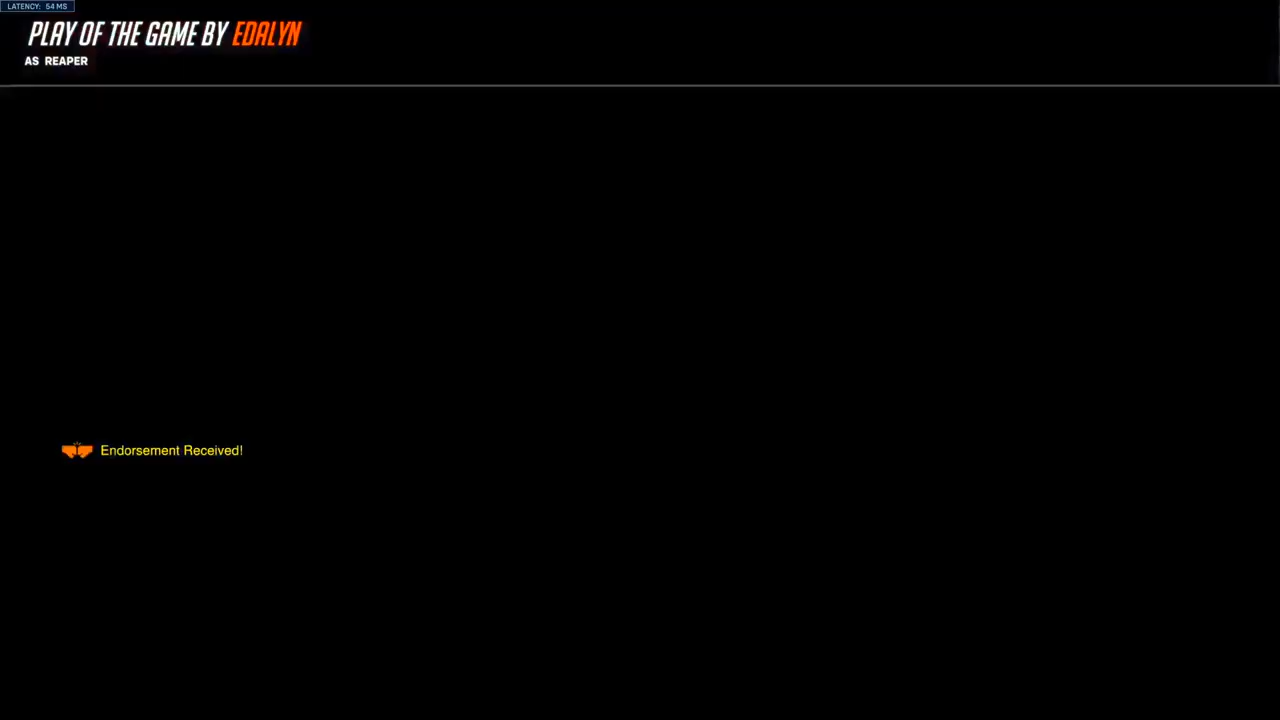 LATENCY: 54 MS
PLAY OF THE GAME BY EDALYN
AS REAPER
Endorsement Received!